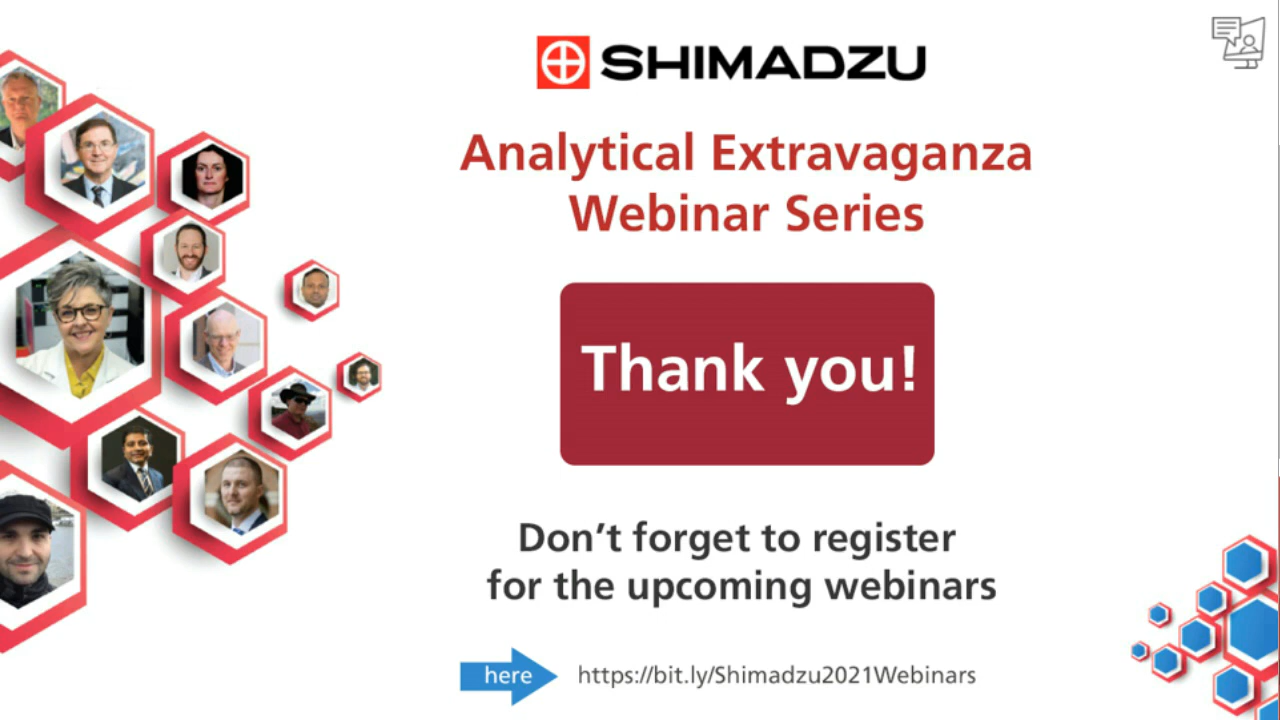 SHIMADZU
Analytical Extravaganza
Webinar Series
Thank you!
Don’t forget to register
for the upcoming webinars
here
https://bit.ly/Shimadzu2021Webinars